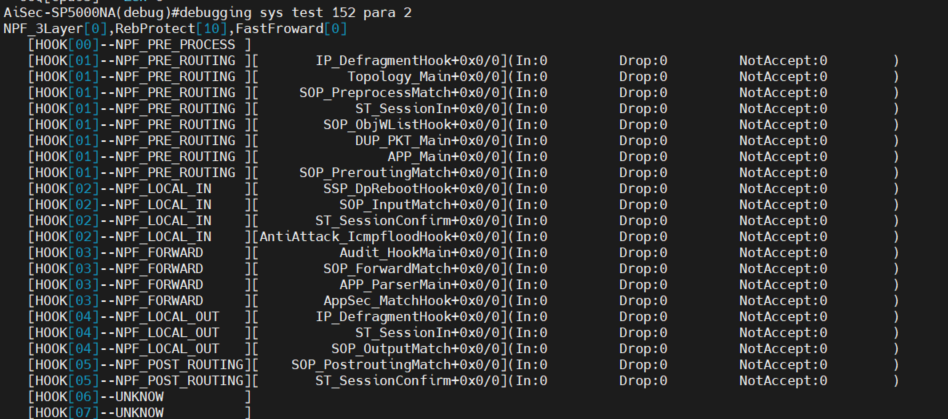 AiSec-SP5000NA(debug)#debugging sys test 152 para 2
NPF_3Layer[0],RebProtect[10],FastFroward[0]
[HOOK[00]--NPF_PRE_PROCESS ]
[HOOK[01]--NPF_PRE_ROUTING ][ IP_DefragmentHook+0x0/0](In:0 Drop:0 NotAccept:0 )
[HOOK[01]--NPF_PRE_ROUTING ][ Topology_Main+0x0/0](In:0 Drop:0 NotAccept:0 )
[HOOK[01]--NPF_PRE_ROUTING ][ SOP_PreprocessMatch+0x0/0](In:0 Drop:0 NotAccept:0 )
[HOOK[01]--NPF_PRE_ROUTING ][ ST_SessionIn+0x0/0](In:0 Drop:0 NotAccept:0 )
[HOOK[01]--NPF_PRE_ROUTING ][ SOP_ObjWListHook+0x0/0](In:0 Drop:0 NotAccept:0 )
[HOOK[01]--NPF_PRE_ROUTING ][ DUP_PKT_Main+0x0/0](In:0 Drop:0 NotAccept:0 )
[HOOK[01]--NPF_PRE_ROUTING ][ APP_Main+0x0/0](In:0 Drop:0 NotAccept:0 )
[HOOK[01]--NPF_PRE_ROUTING ][ SOP_PreroutingMatch+0x0/0](In:0 Drop:0 NotAccept:0 )
[HOOK[02]--NPF_LOCAL_IN ][ SSP_DpRebootHook+0x0/0](In:0 Drop:0 NotAccept:0 )
[HOOK[02]--NPF_LOCAL_IN ][ SOP_InputMatch+0x0/0](In:0 Drop:0 NotAccept:0 )
[HOOK[02]--NPF_LOCAL_IN ][ ST_SessionConfirm+0x0/0](In:0 Drop:0 NotAccept:0 )
[HOOK[02]--NPF_LOCAL_IN ][AntiAttack_IcmpfloodHook+0x0/0](In:0 Drop:0 NotAccept:0 )
[HOOK[03]--NPF_FORWARD ][ Audit_HookMain+0x0/0](In:0 Drop:0 NotAccept:0 )
[HOOK[03]--NPF_FORWARD ][ SOP_ForwardMatch+0x0/0](In:0 Drop:0 NotAccept:0 )
[HOOK[03]--NPF_FORWARD ][ APP_ParserMain+0x0/0](In:0 Drop:0 NotAccept:0 )
[HOOK[03]--NPF_FORWARD ][ AppSec_MatchHook+0x0/0](In:0 Drop:0 NotAccept:0 )
[HOOK[04]--NPF_LOCAL_OUT ][ IP_DefragmentHook+0x0/0](In:0 Drop:0 NotAccept:0 )
[HOOK[04]--NPF_LOCAL_OUT ][ ST_SessionIn+0x0/0](In:0 Drop:0 NotAccept:0 )
[HOOK[04]--NPF_LOCAL_OUT ][ SOP_OutputMatch+0x0/0](In:0 Drop:0 NotAccept:0 )
[HOOK[05]--NPF_POST_ROUTING][ SOP_PostroutingMatch+0x0/0](In:0 Drop:0 NotAccept:0 )
[HOOK[05]--NPF_POST_ROUTING][ ST_SessionConfirm+0x0/0](In:0 Drop:0 NotAccept:0 )
[HOOK[06]--UNKNOW ]
[HOOK[07]--UNKNOW ]